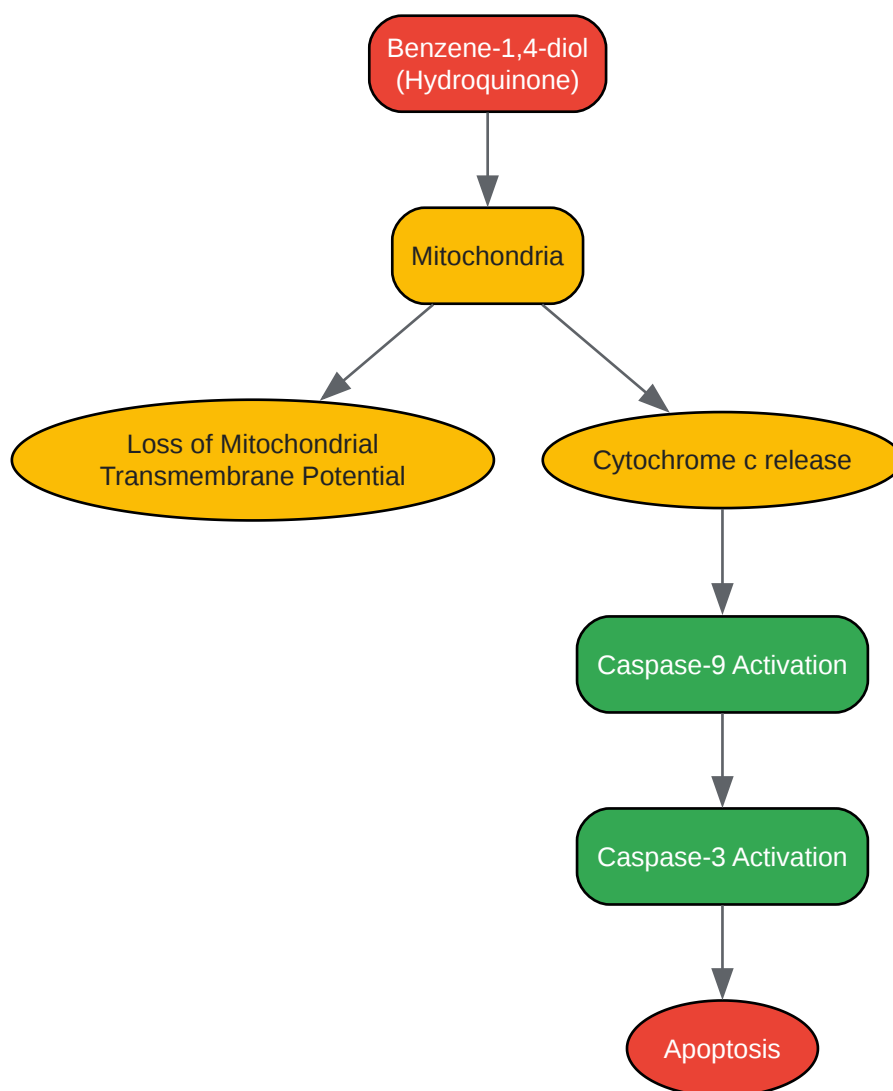 Benzene-1,4-diol
(Hydroquinone)
Mitochondria
Loss of Mitochondrial
Transmembrane Potential
Cytochrome c release
Caspase-9 Activation
Caspase-3 Activation
Apoptosis